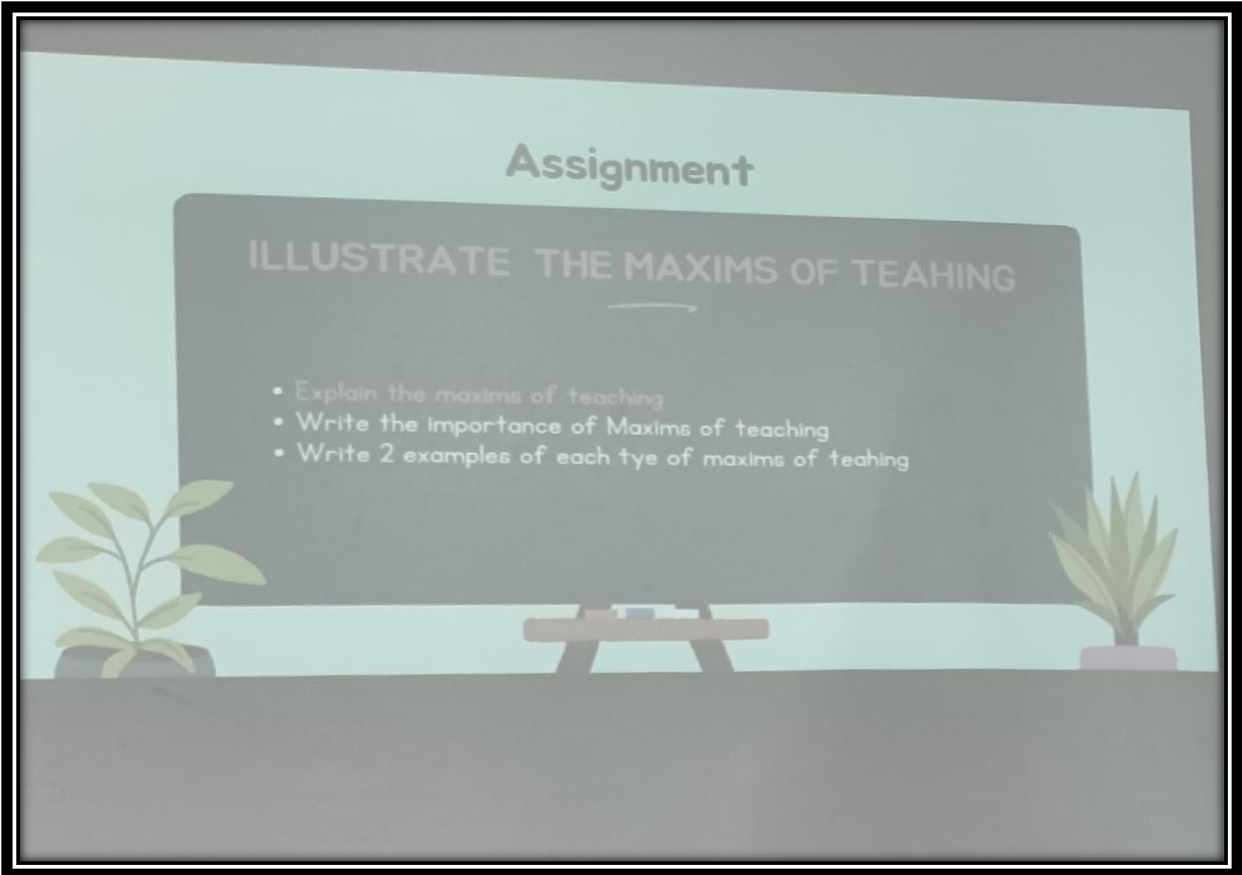 Assignment
ILLUSTRATE THE MAXIMS OF TEAHING
• Explain the maxims of teaching
• Write the importance of Maxims of teaching
• Write 2 examples of each tye of maxims of teahing